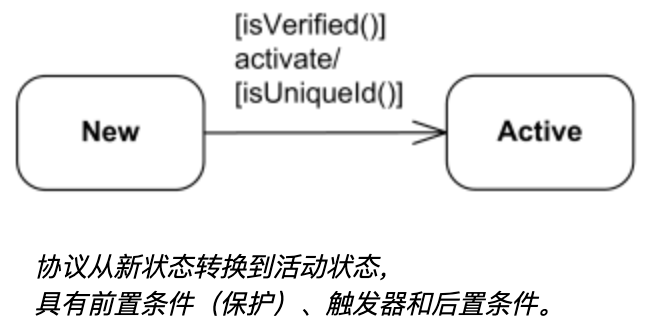 [isVerified()]
activate/
[isUniqueId()]
New
Active
协议从新状态转换到活动状态,
具有前置条件（保护）、触发器和后置条件。